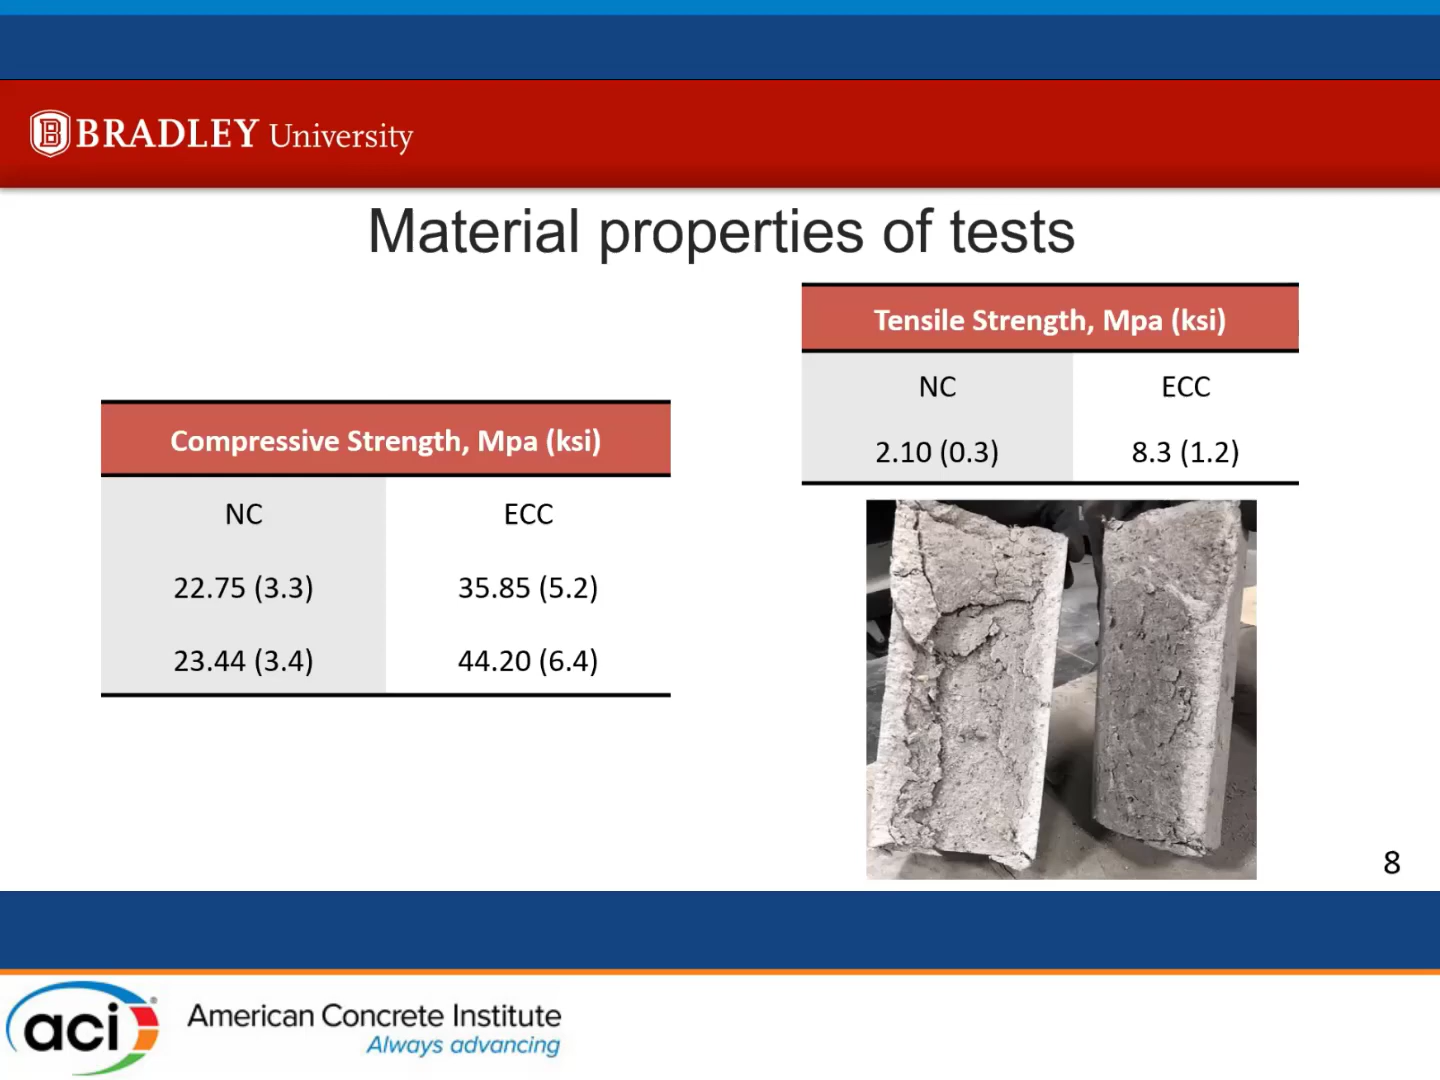 BRADLEY University
Material properties of tests
Compressive Strength, Mpa (ksi)
NC ECC
22.75 (3.3) 35.85 (5.2)
23.44 (3.4) 44.20 (6.4)
Tensile Strength, Mpa (ksi)
NC ECC
2.10 (0.3) 8.3 (1.2)
8
aci American Concrete Institute
Always advancing